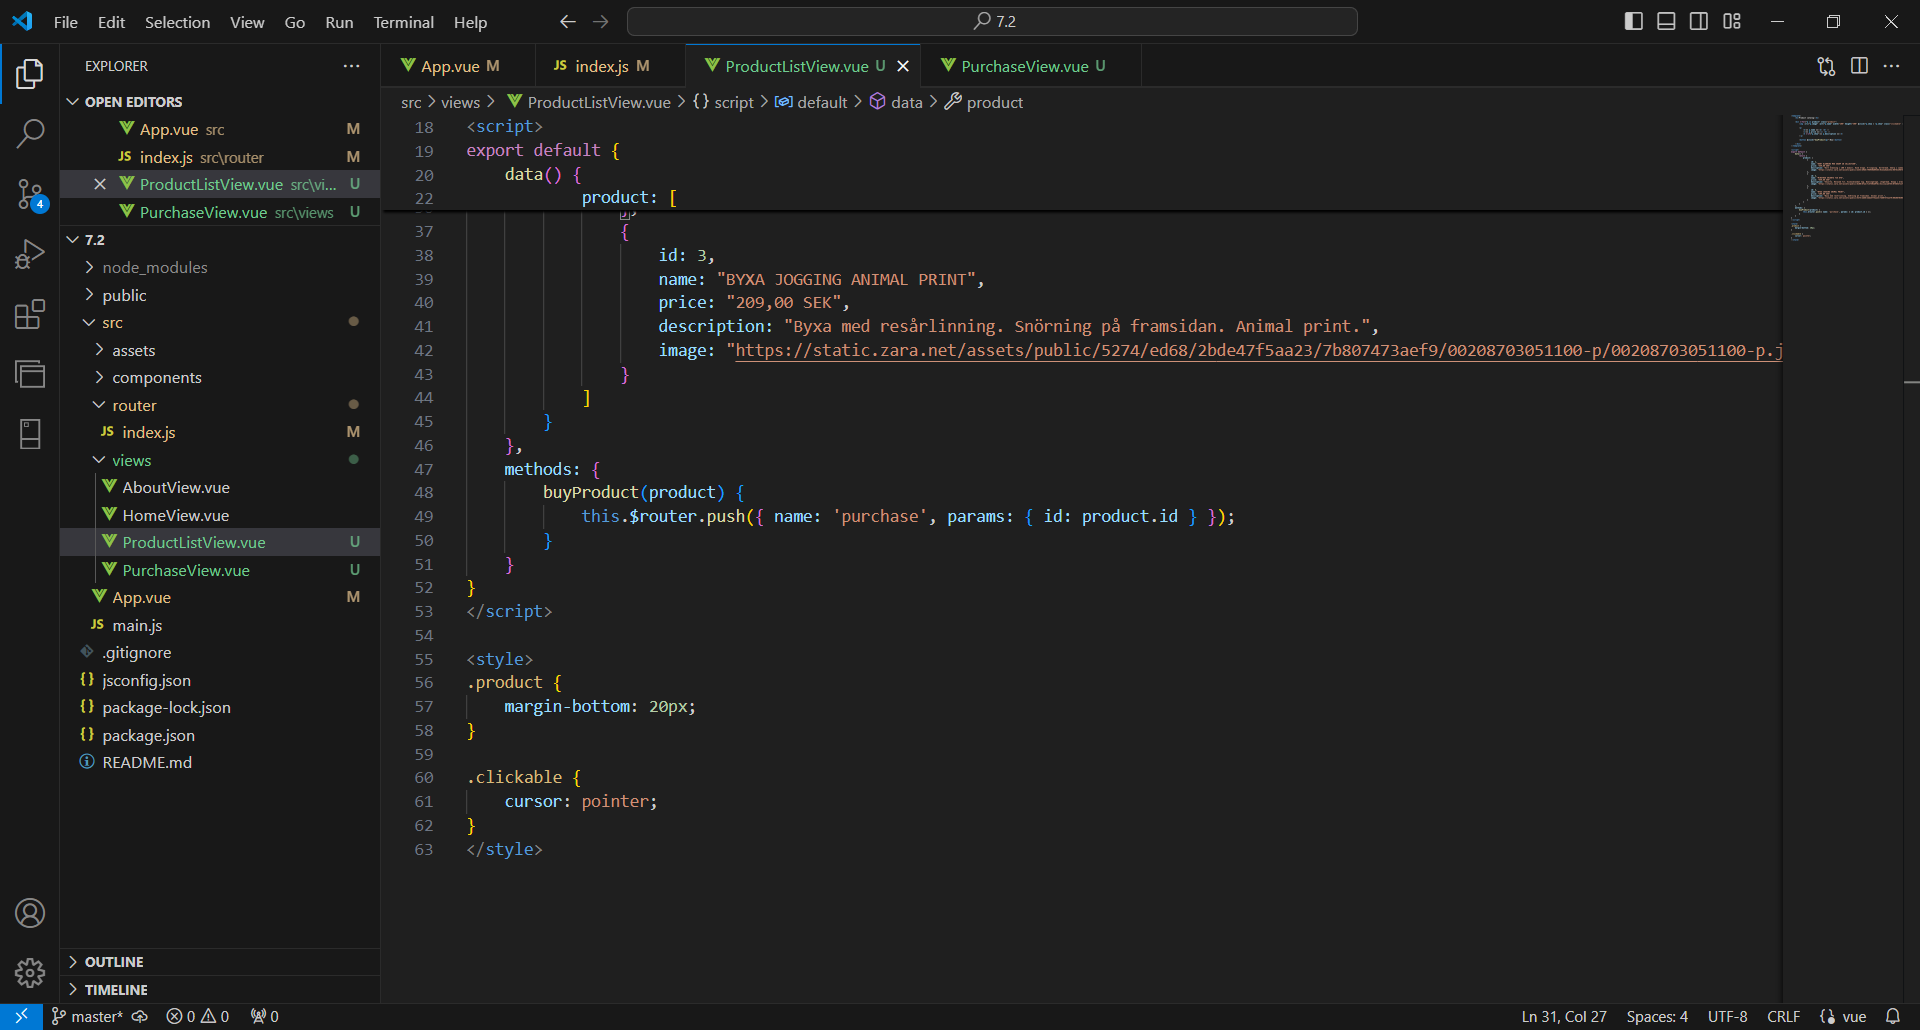 File Edit Selection View Go Run Terminal Help
7.2
EXPLORER
OPEN EDITORS
App.vue src M
JS index.js src\router M
ProductListView.vue src\vi... U
PurchaseView.vue src\views U
7.2
node_modules
public
src
assets
components
router
JS index.js M
views
AboutView.vue
HomeView.vue
ProductListView.vue U
PurchaseView.vue U
App.vue M
JS main.js
.gitignore
{} jsconfig.json
{} package-lock.json
{} package.json
README.md
OUTLINE
TIMELINE
4
App.vue M JS index.js M ProductListView.vue U PurchaseView.vue U
src > views > ProductListView.vue > {} script > default > data > product
18 <script>
19 export default {
20 data() {
22 product: [
37 {
38 id: 3,
39 name: "BYXA JOGGING ANIMAL PRINT",
40 price: "209,00 SEK",
41 description: "Byxa med resårlinning. Snörning på framsidan. Animal print.",
42 image: "https://static.zara.net/assets/public/5274/ed68/2bde47f5aa23/7b807473aef9/00208703051100-p/00208703051100-p.j
43 }
44 ]
45 }
46 },
47 methods: {
48 buyProduct(product) {
49 this.$router.push({ name: 'purchase', params: { id: product.id } });
50 }
51 }
52 }
53 </script>
54
55 <style>
56 .product {
57 margin-bottom: 20px;
58 }
59
60 .clickable {
61 cursor: pointer;
62 }
63 </style>
master* 0 0 0 Ln 31, Col 27 Spaces: 4 UTF-8 CRLF {} vue